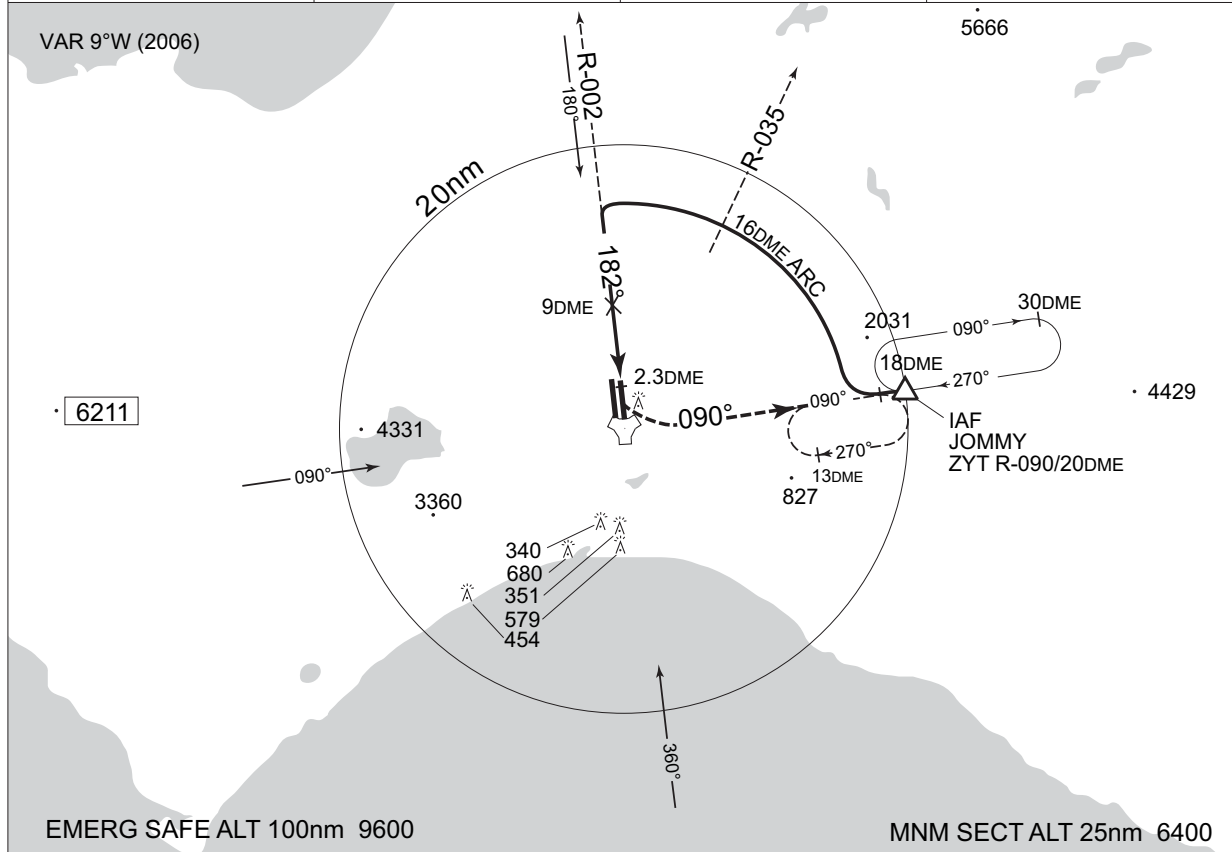 5666
VAR 9°W (2006)
R-002
180°
R-035
20nm
16DME ARC
182°
9DME
30DME
090°
2031
18DME
270°
2.3DME
090°
090°
4429
6211
IAF
JOMMY
ZYT R-090/20DME
4331
270°
13DME
090°
827
3360
340
680
351
579
454
360°
EMERG SAFE ALT 100nm 9600
MNM SECT ALT 25nm 6400